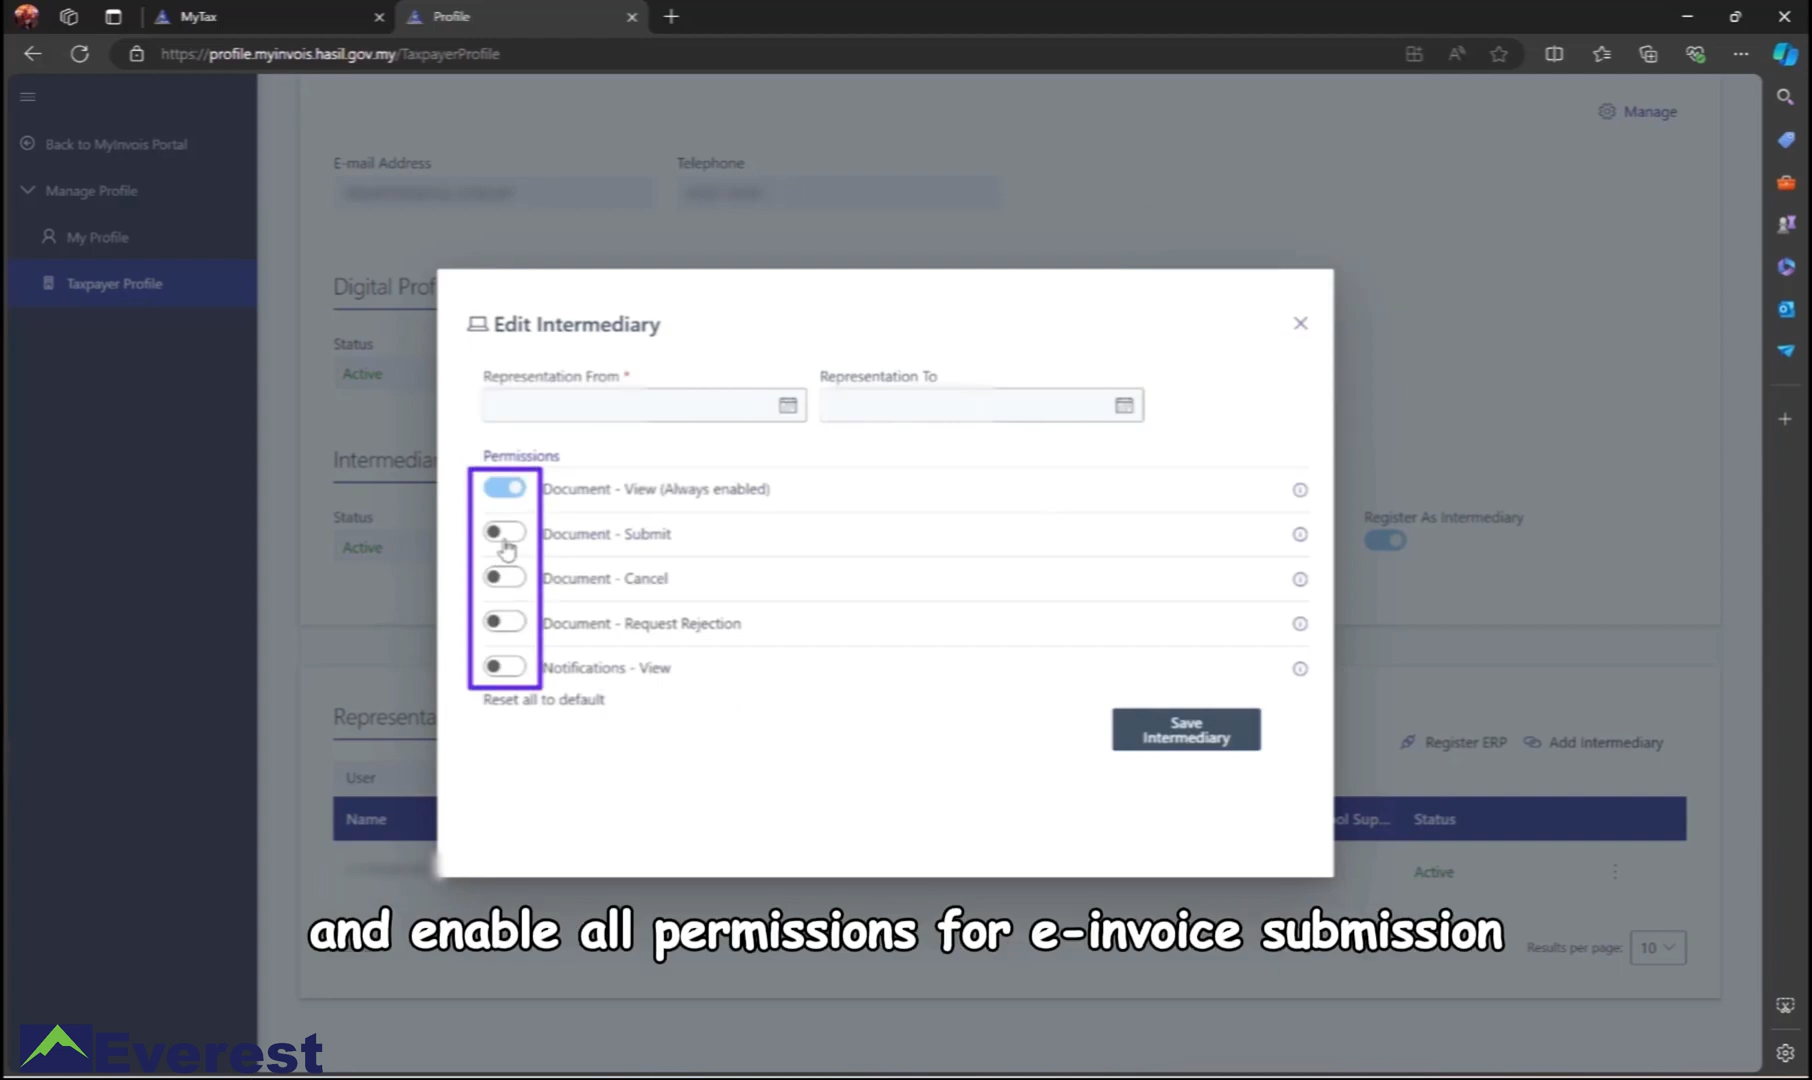 MyTax
Profile
https://profile.myinvois.hasil.gov.my/TaxpayerProfile
Back to MyInvois Portal
Manage Profile
My Profile
Taxpayer Profile
Manage
E-mail Address
Telephone
Digital Prof
Status
Active
Intermediar
Status
Active
Register As Intermediary
Edit Intermediary
Representation From *
Representation To
Permissions
Document - View (Always enabled)
Document - Submit
Document - Cancel
Document - Request Rejection
Notifications - View
Reset all to default
Save
Intermediary
Representa
Register ERP
Add Intermediary
User
Name
ol Sup...
Status
Active
and enable all permissions for e-invoice submission
Results per page:
10
Everest